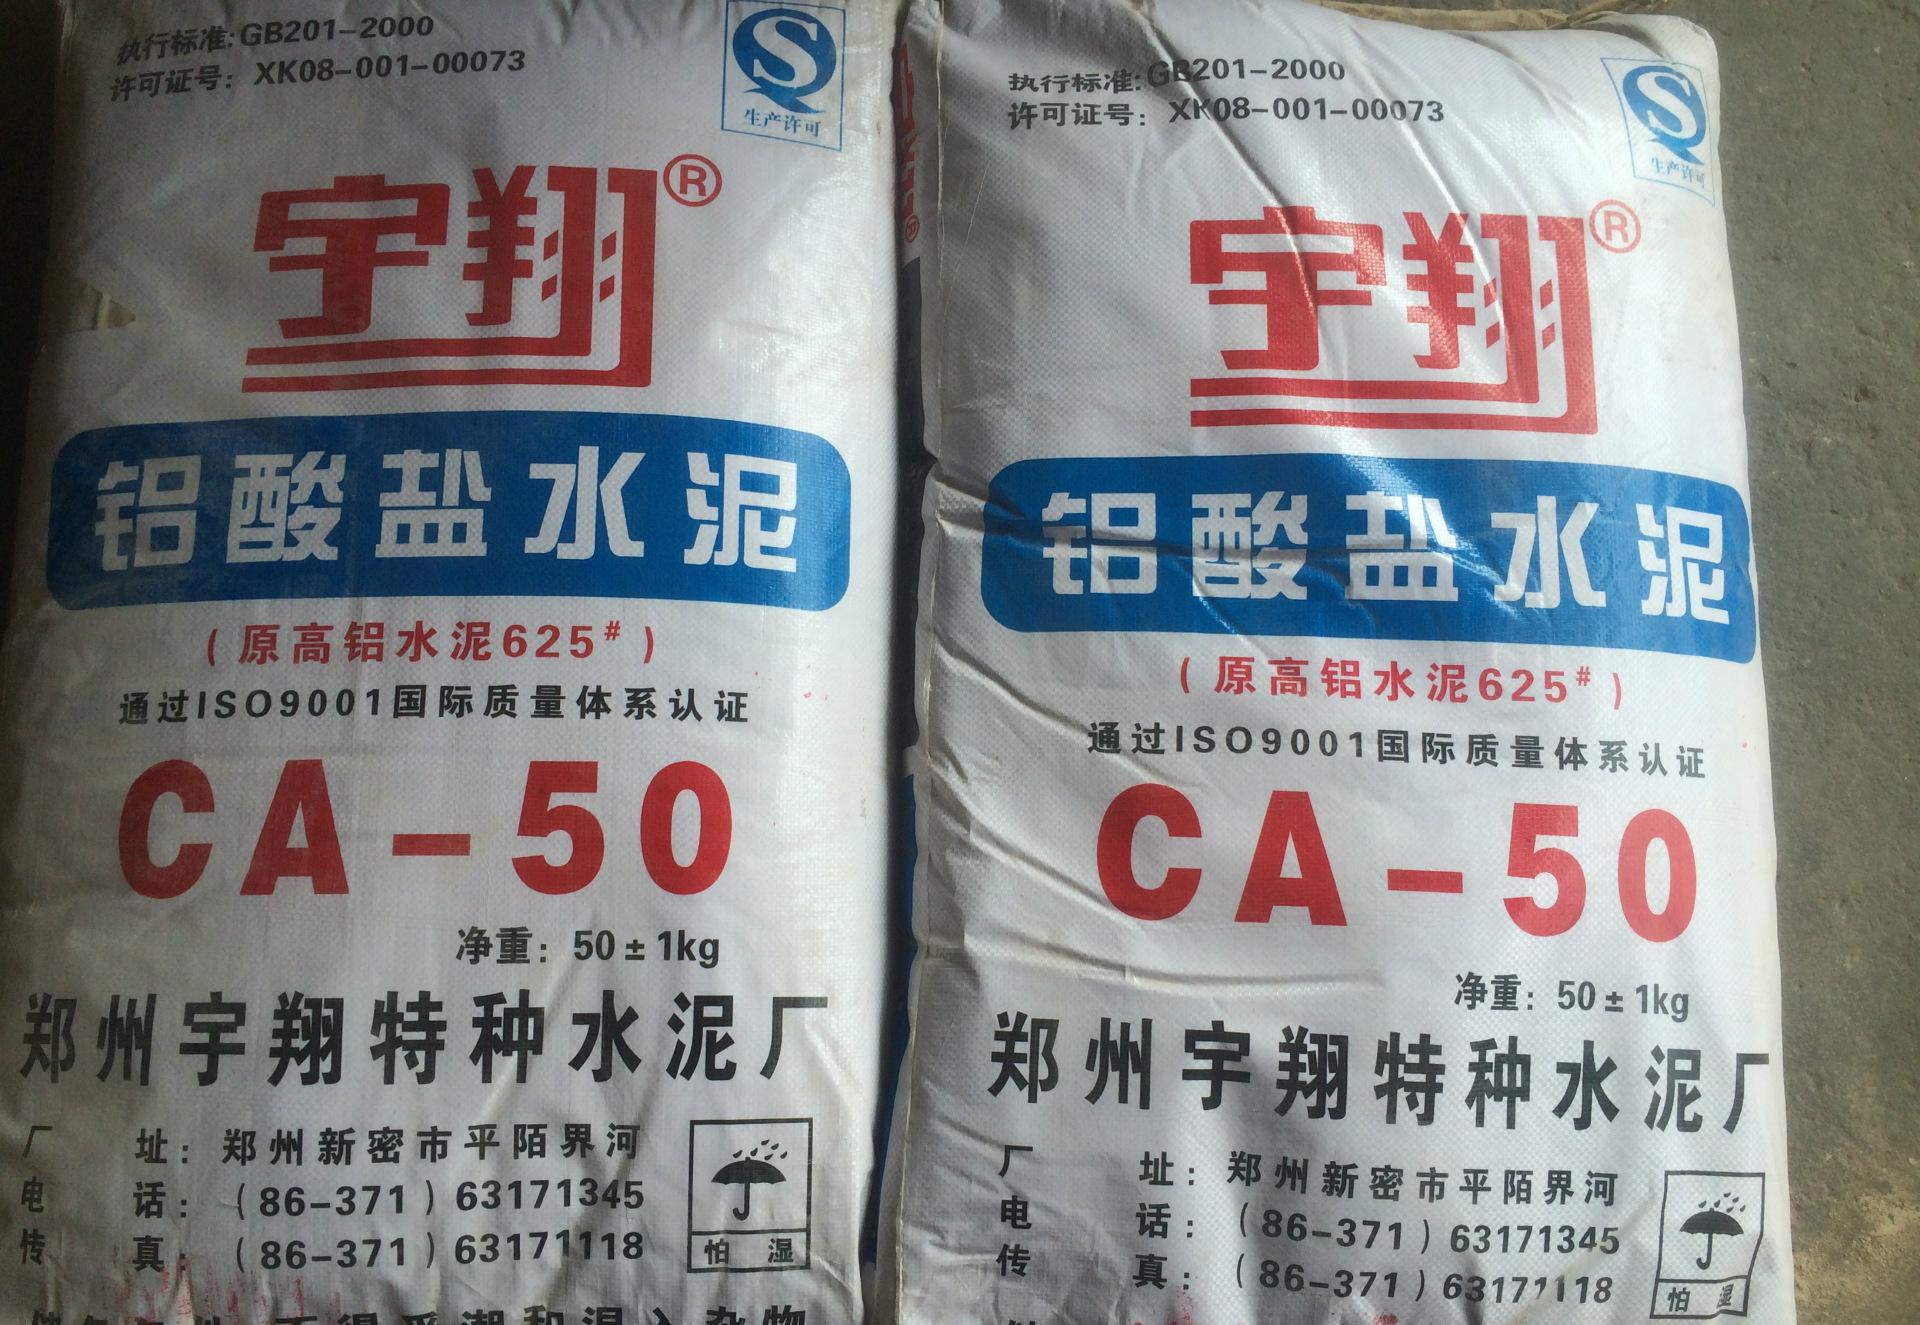 执行标准:GB201-2000
许可证号: XK08-001-00073
生产许可
宇翔®
铝酸盐水泥
(原高铝水泥625#)
通过ISO9001国际质量体系认证
CA-50
净重: 50±1kg
郑州宇翔特种水泥厂
厂 址: 郑州新密市平陌界河
电 话: (86-371) 63171345
传 真: (86-371) 63171118
怕 湿
执行标准:GB201-2000
许可证号: XK08-001-00073
生产许可
宇翔®
铝酸盐水泥
(原高铝水泥625#)
通过ISO9001国际质量体系认证
CA-50
净重: 50±1kg
郑州宇翔特种水泥厂
厂 址: 郑州新密市平陌界河
电 话: (86-371) 63171345
传 真: (86-371) 63171118
怕 湿